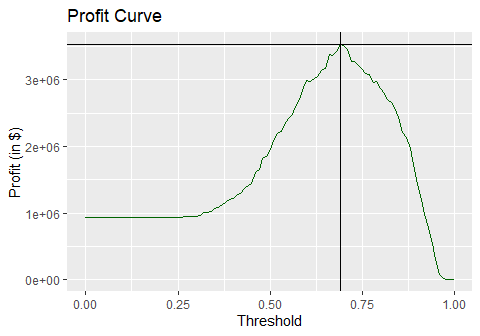 Profit Curve
Profit (in $)
3e+06
2e+06
1e+06
0e+00
0.00 0.25 0.50 0.75 1.00
Threshold